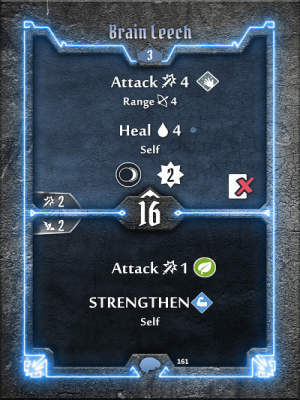 Brain Leech
3
Attack 4
Range 4
Heal 4
Self
2
2
16
2
Attack 1
STRENGTHEN
Self
161